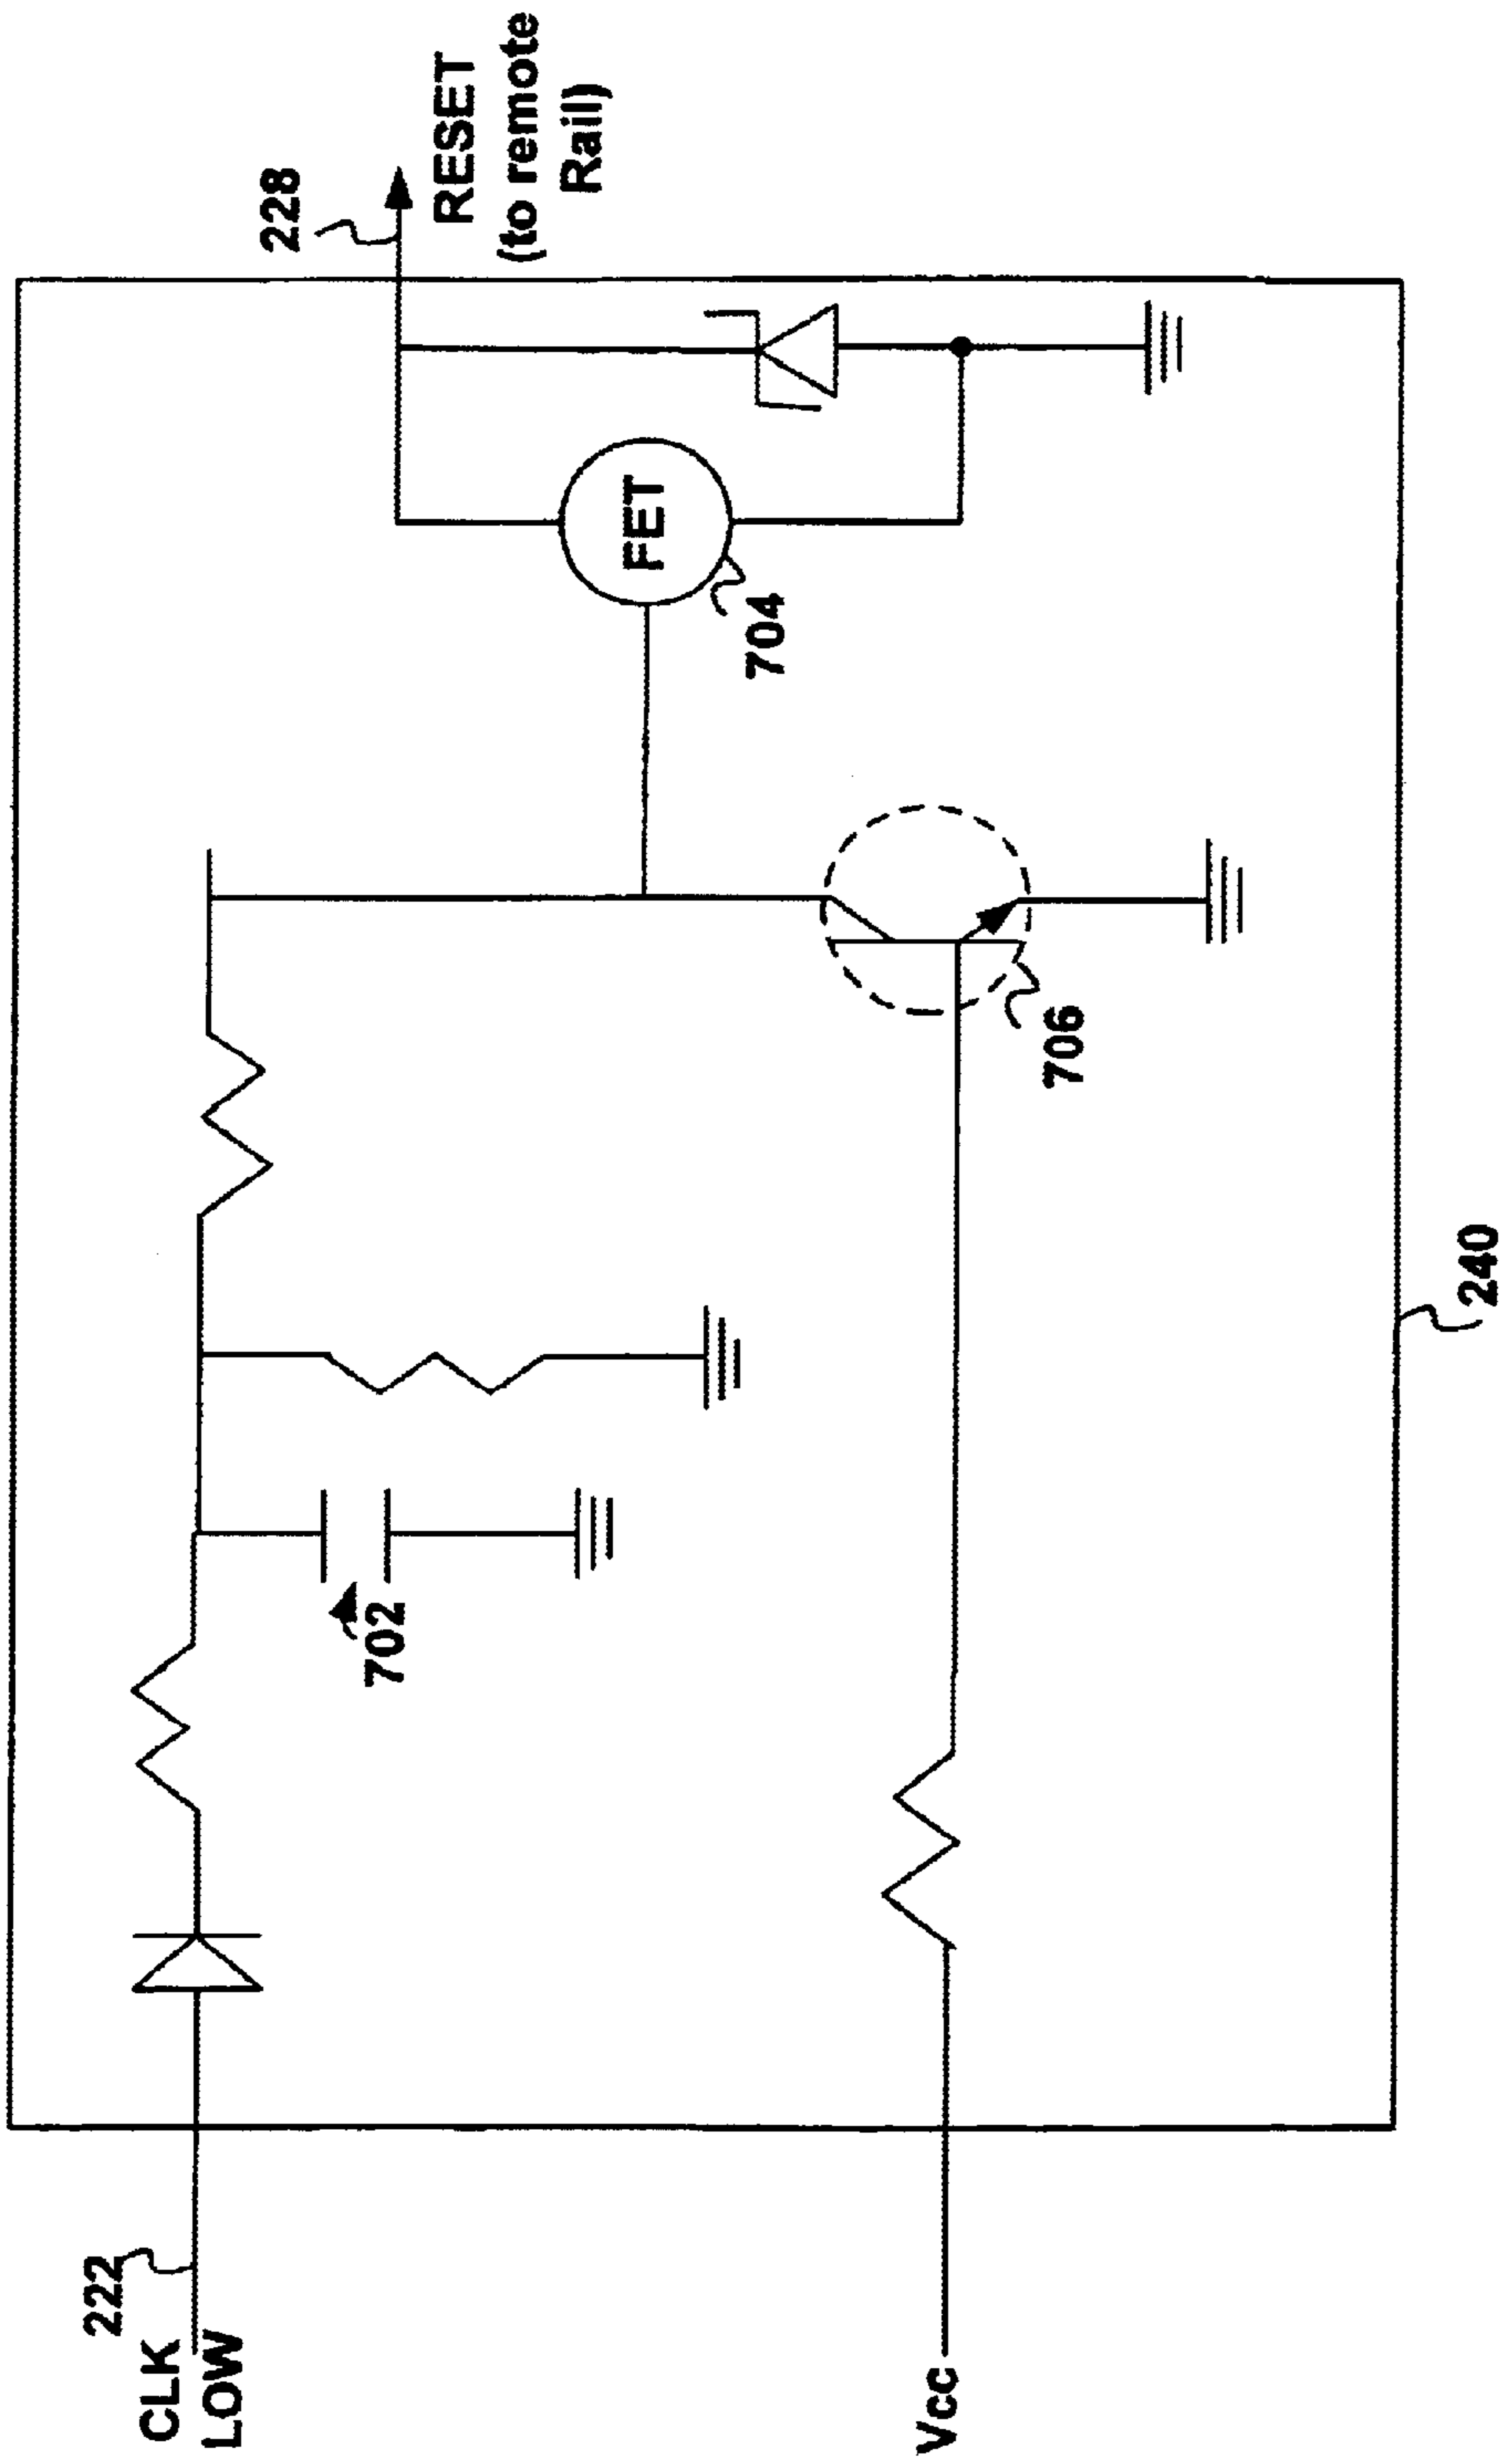 222
CLK
LOW
Vcc
702
706
704
FET
228
RESET
(to remote
Rail)
240